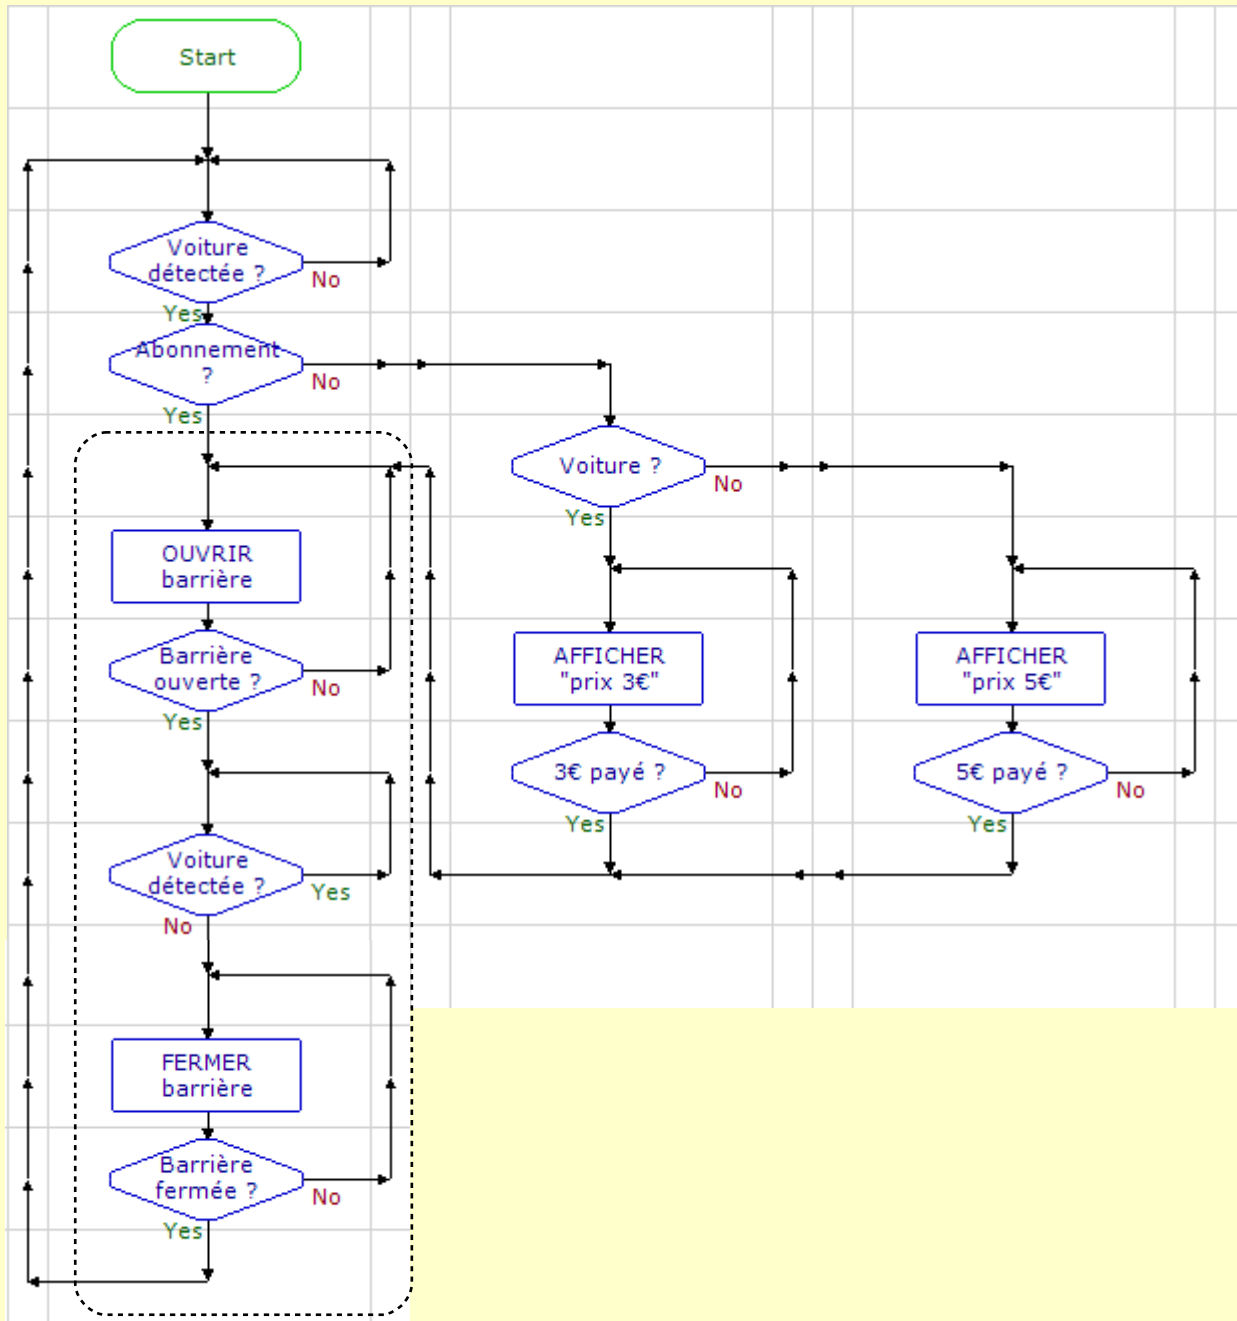 Start
Voiture
détectée ?
No
Yes
Abonnement
?
No
Yes
OUVRIR
barrière
Barrière
ouverte ?
No
Yes
Voiture
détectée ?
Yes
No
FERMER
barrière
Barrière
fermée ?
No
Yes
Voiture ?
No
Yes
AFFICHER
"prix 3€"
3€ payé ?
No
Yes
AFFICHER
"prix 5€"
5€ payé ?
No
Yes